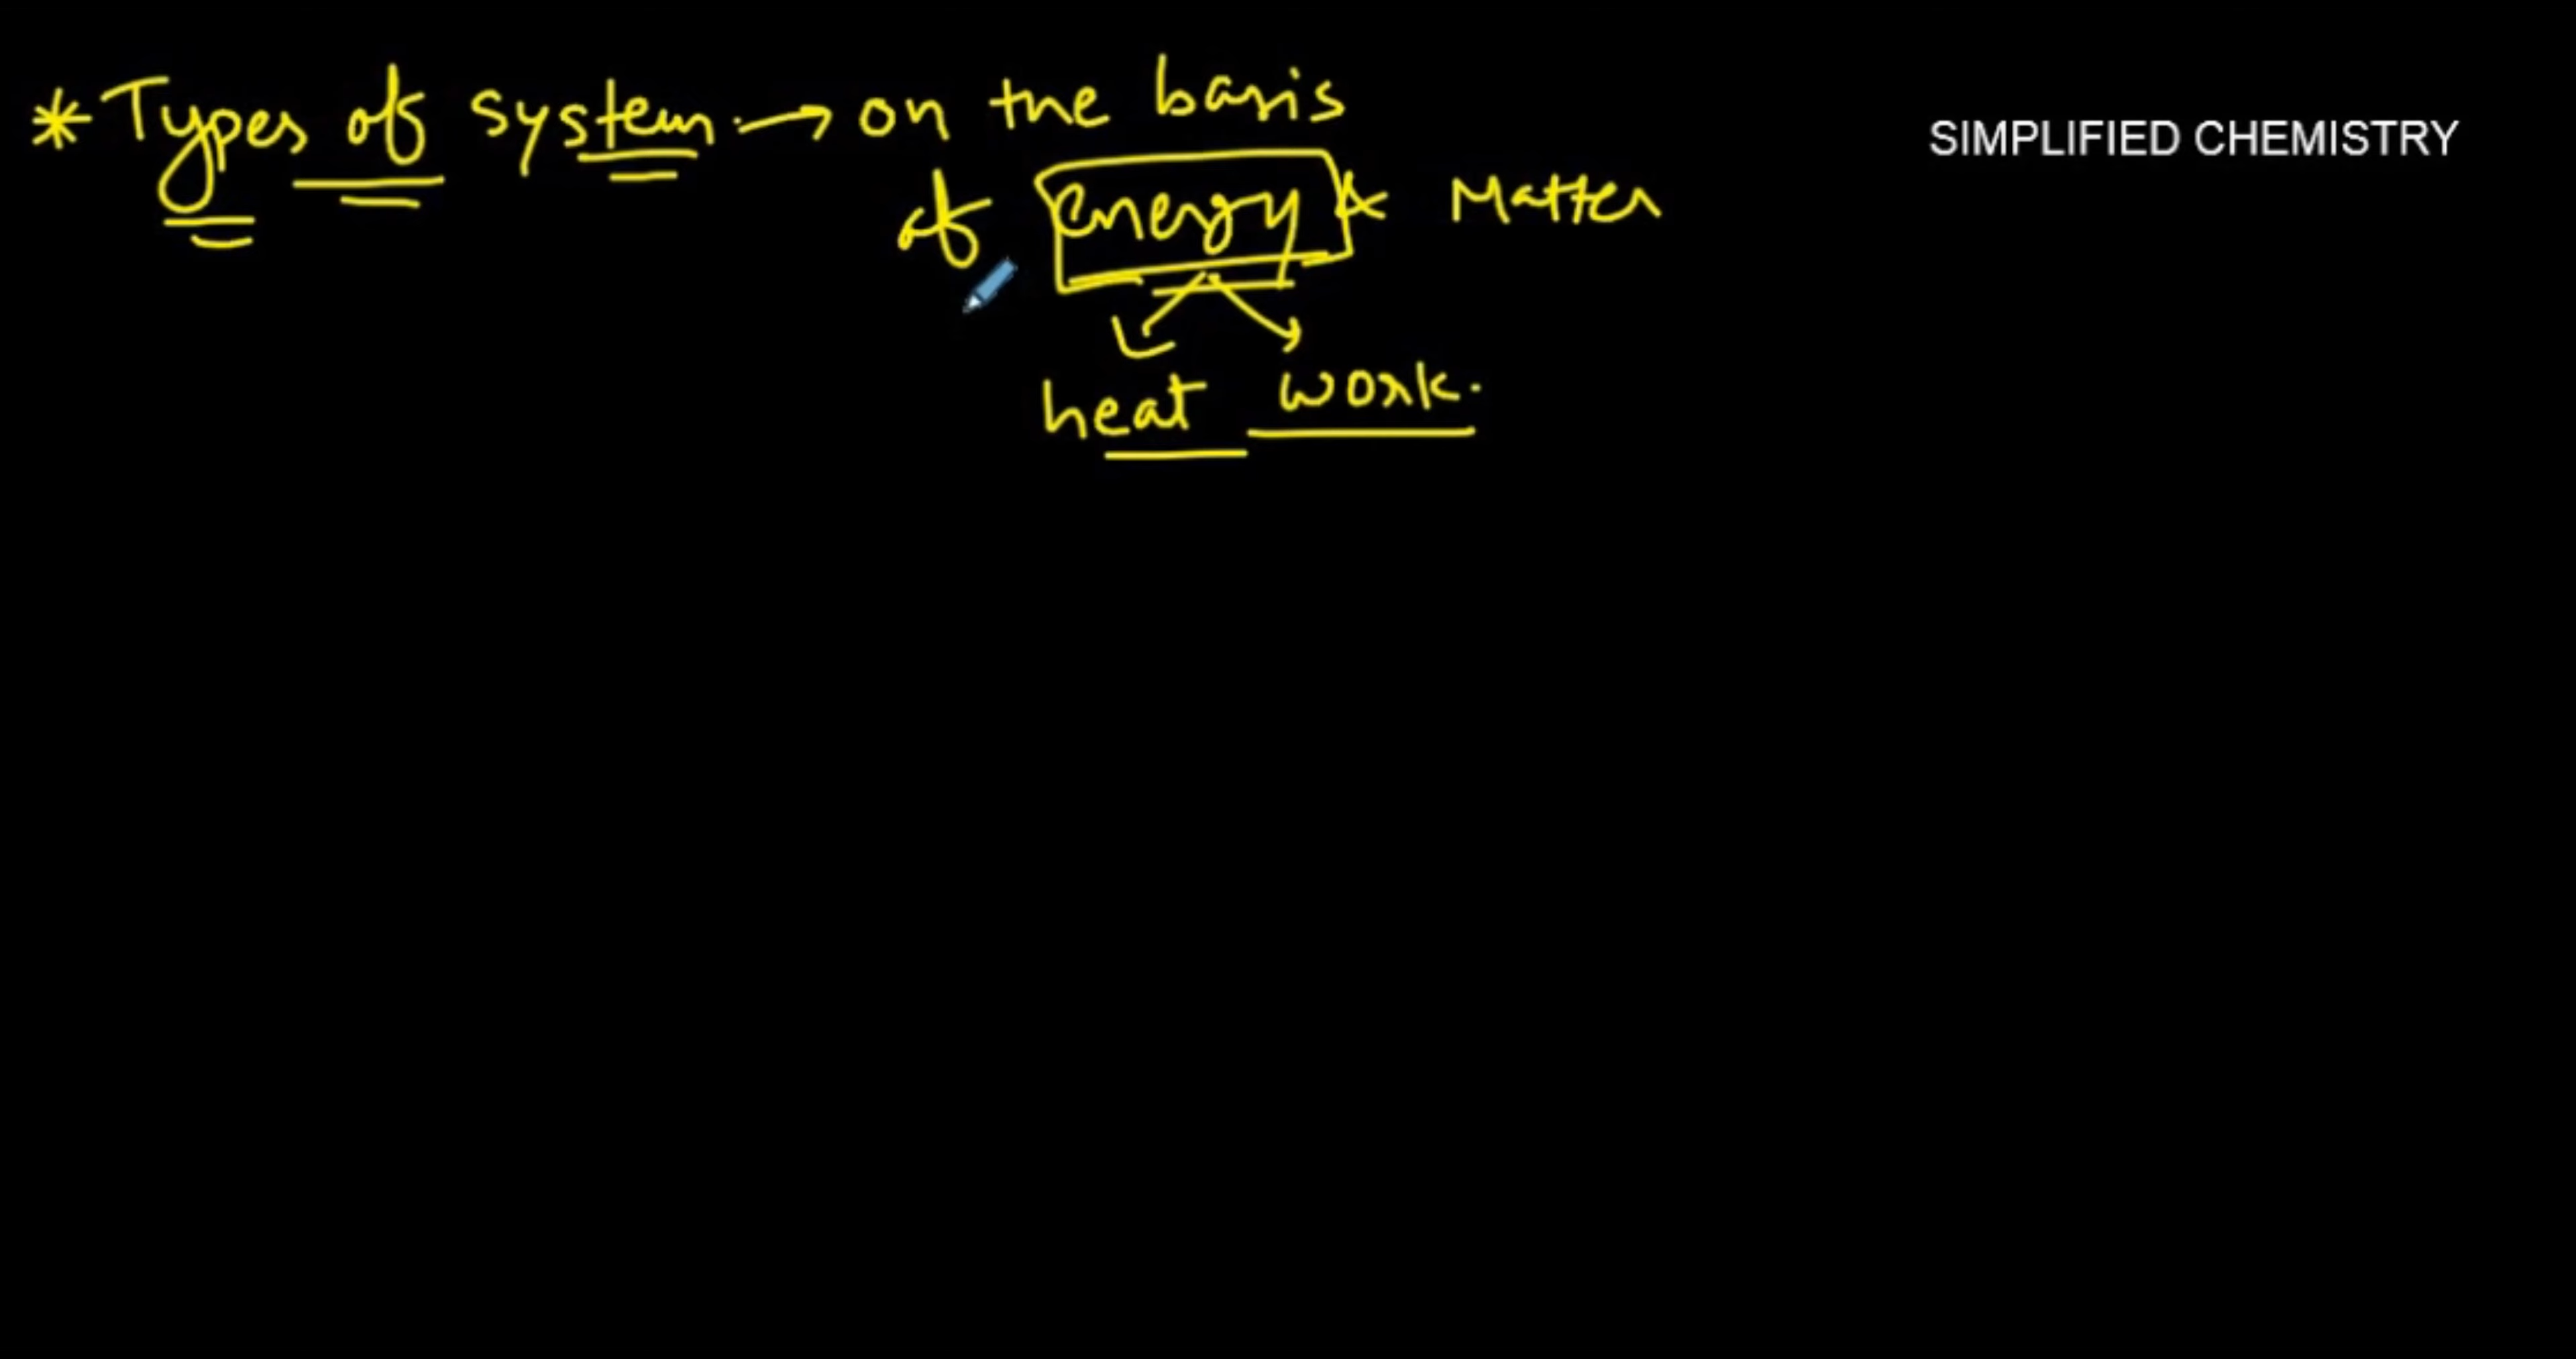 * Types of system. → on the basis
SIMPLIFIED CHEMISTRY
of energy & Matter
heat work.